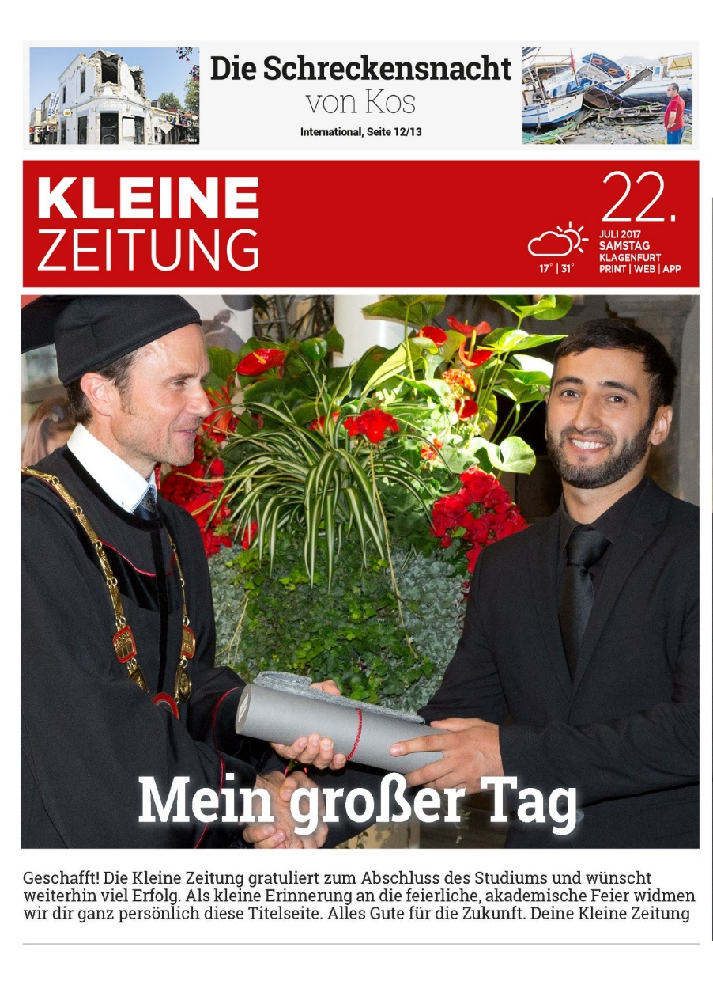 Die Schreckensnacht
von Kos
International, Seite 12/13
KLEINE
ZEITUNG
22.
JULI 2017
SAMSTAG
KLAGENFURT
PRINT | WEB | APP
17° | 31°
Mein großer Tag
Geschafft! Die Kleine Zeitung gratuliert zum Abschluss des Studiums und wünscht
weiterhin viel Erfolg. Als kleine Erinnerung an die feierliche, akademische Feier widmen
wir dir ganz persönlich diese Titelseite. Alles Gute für die Zukunft. Deine Kleine Zeitung